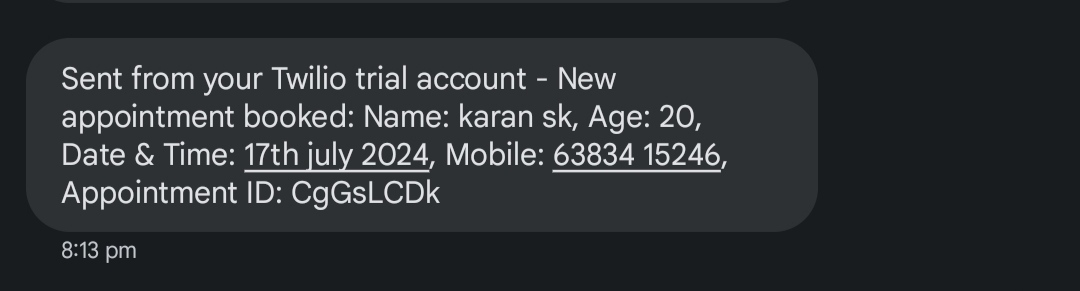 Sent from your Twilio trial account - New
appointment booked: Name: karan sk, Age: 20,
Date & Time: 17th july 2024, Mobile: 63834 15246,
Appointment ID: CgGsLCDk
8:13 pm